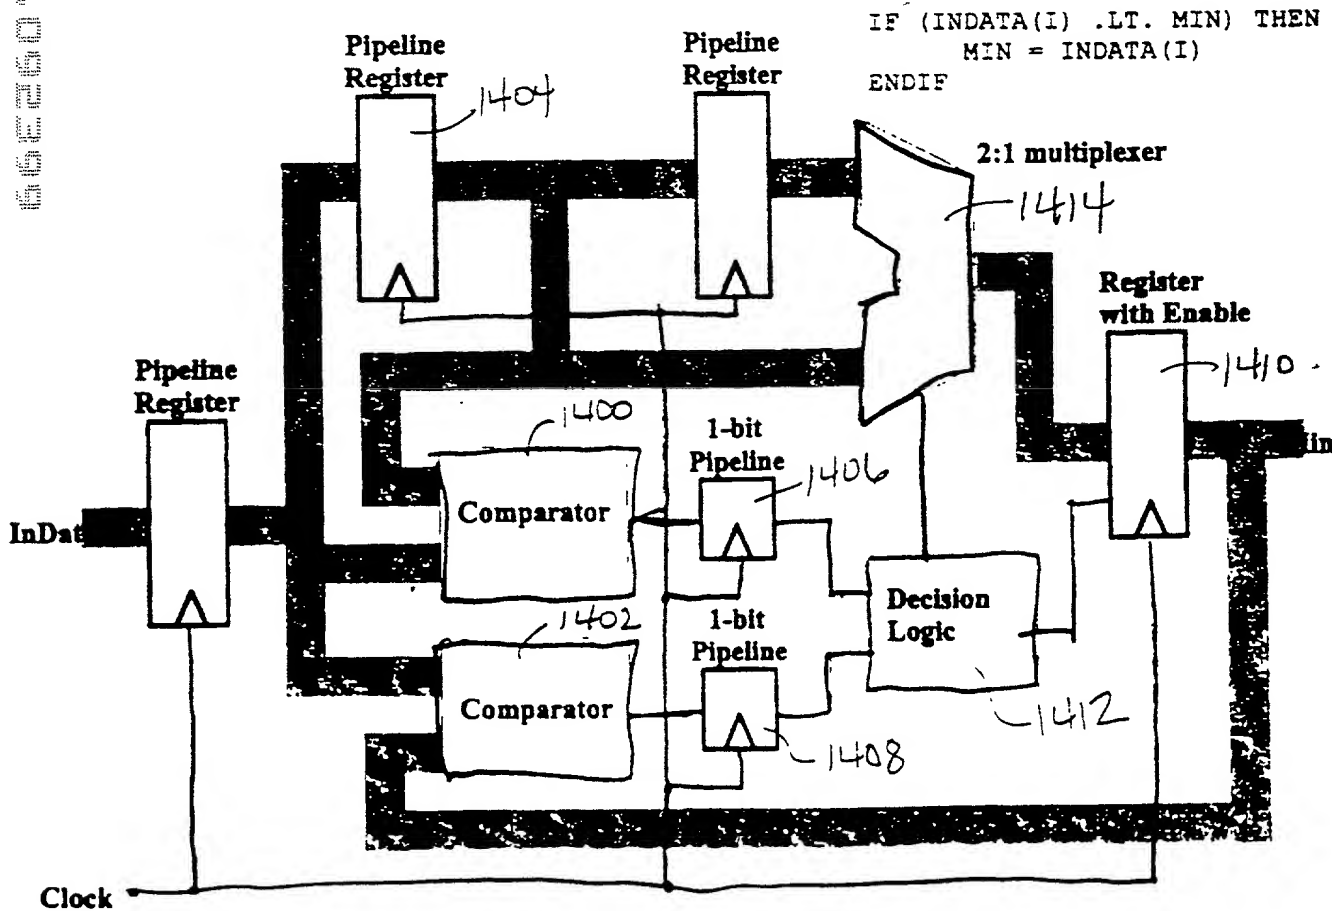 IF (INDATA(I) .LT. MIN) THEN
MIN = INDATA(I)
ENDIF
Pipeline
Register
1404
Pipeline
Register
2:1 multiplexer
1414
Register
with Enable
1410
Pipeline
Register
1400
1-bit
Pipeline
1406
Comparator
InDat
in
Decision
Logic
1402
1-bit
Pipeline
Comparator
1412
1408
Clock